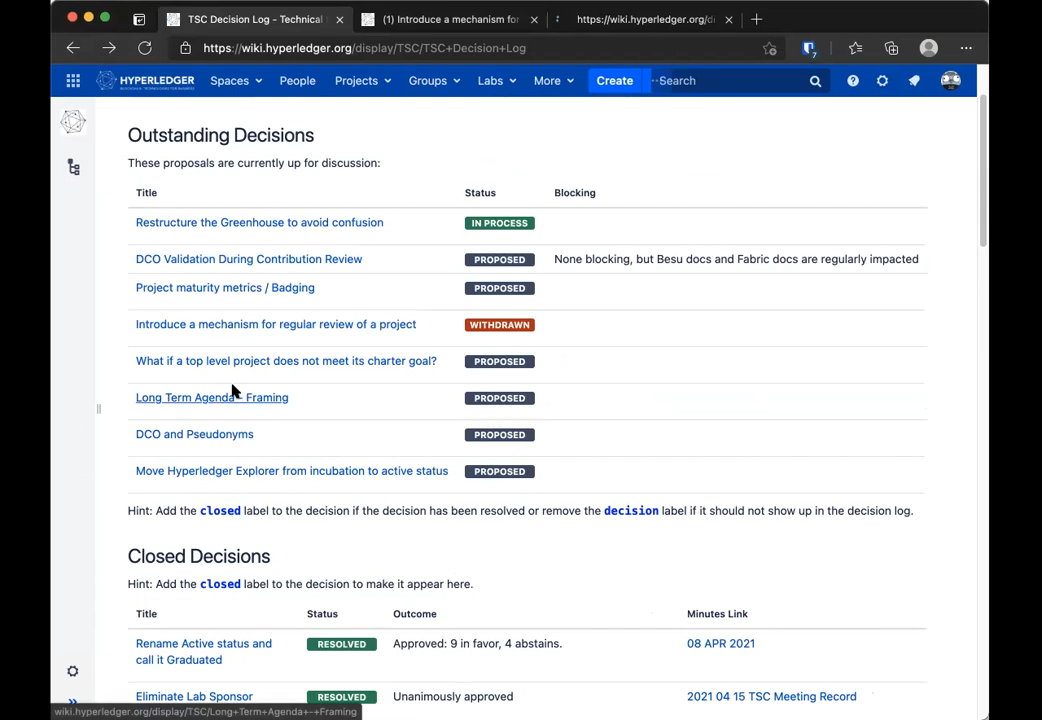 TSC Decision Log - Technical
(1) Introduce a mechanism for
https://wiki.hyperledger.org/di
https://wiki.hyperledger.org/display/TSC/TSC+Decision+Log
7
HYPERLEDGER
Spaces
People
Projects
Groups
Labs
More
Create
Search
Outstanding Decisions
These proposals are currently up for discussion:
Title Status Blocking
Restructure the Greenhouse to avoid confusion IN PROCESS
DCO Validation During Contribution Review PROPOSED None blocking, but Besu docs and Fabric docs are regularly impacted
Project maturity metrics / Badging PROPOSED
Introduce a mechanism for regular review of a project WITHDRAWN
What if a top level project does not meet its charter goal? PROPOSED
Long Term Agenda - Framing PROPOSED
DCO and Pseudonyms PROPOSED
Move Hyperledger Explorer from incubation to active status PROPOSED
Hint: Add the closed label to the decision if the decision has been resolved or remove the decision label if it should not show up in the decision log.
Closed Decisions
Hint: Add the closed label to the decision to make it appear here.
Title Status Outcome Minutes Link
Rename Active status and RESOLVED Approved: 9 in favor, 4 abstains. 08 APR 2021
call it Graduated
Eliminate Lab Sponsor RESOLVED Unanimously approved 2021 04 15 TSC Meeting Record
wiki.hyperledger.org/display/TSC/Long+Term+Agenda+-+Framing